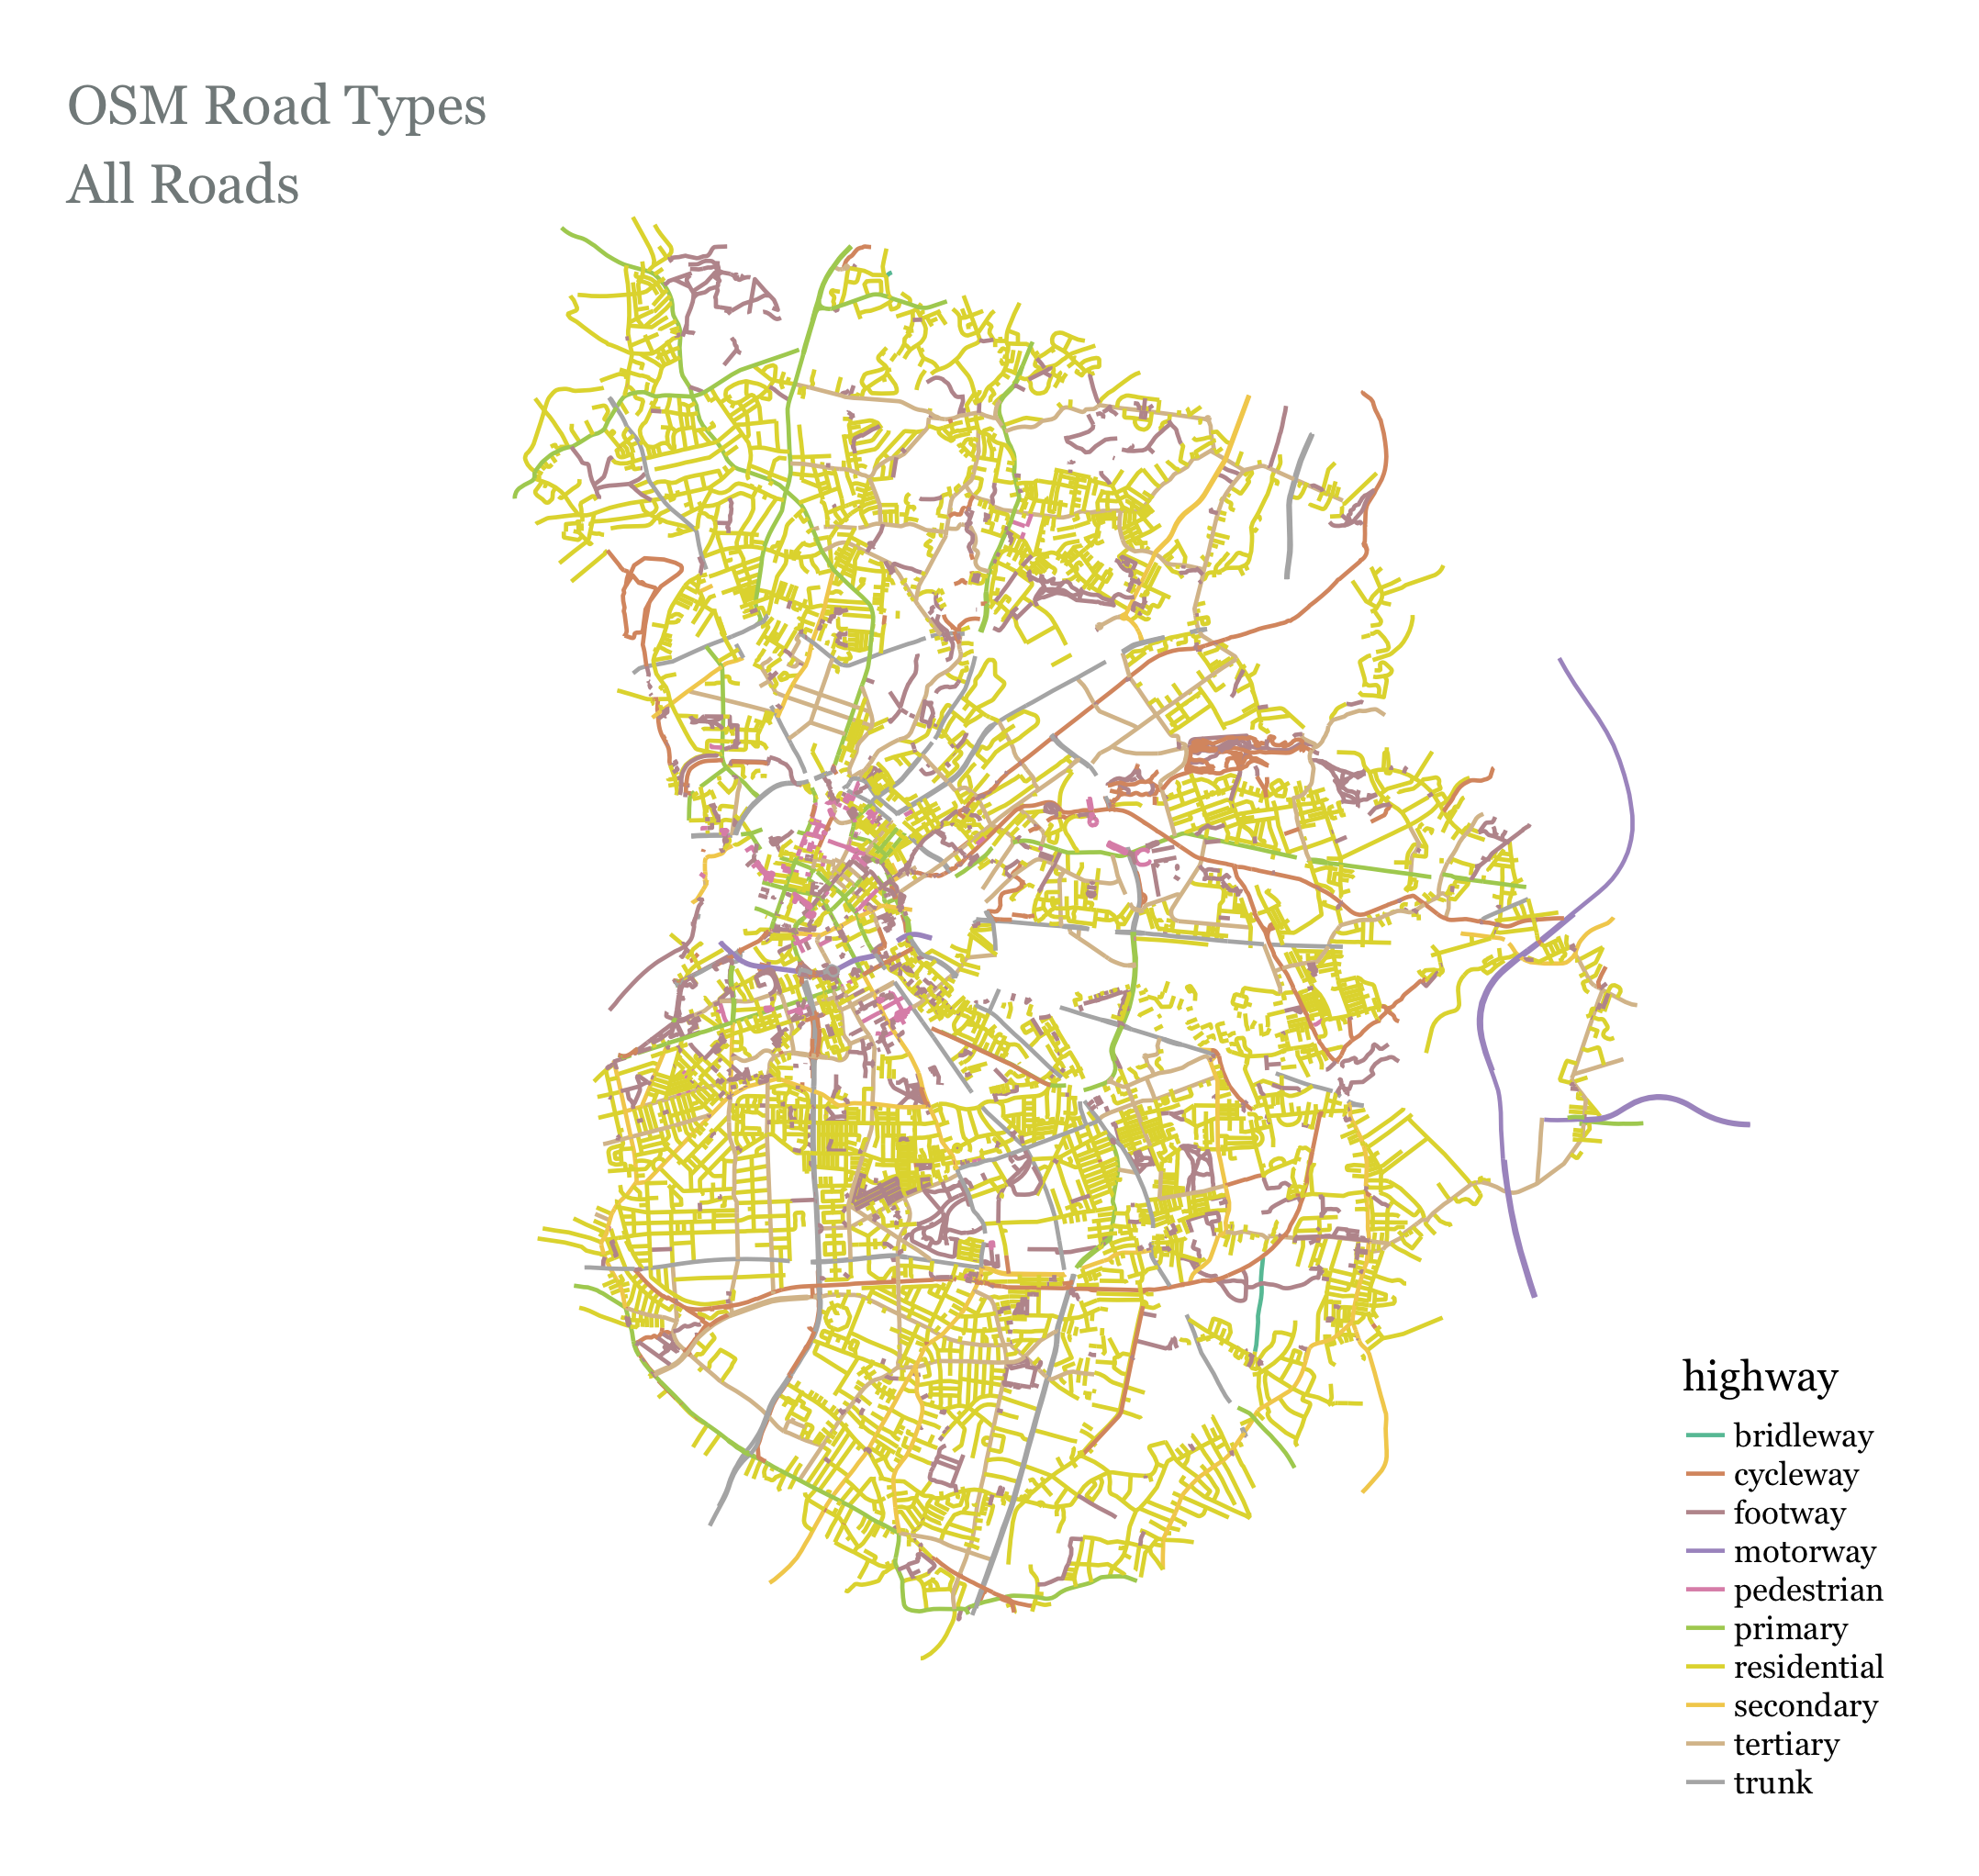 OSM Road Types
All Roads
highway
bridleway
cycleway
footway
motorway
pedestrian
primary
residential
secondary
tertiary
trunk